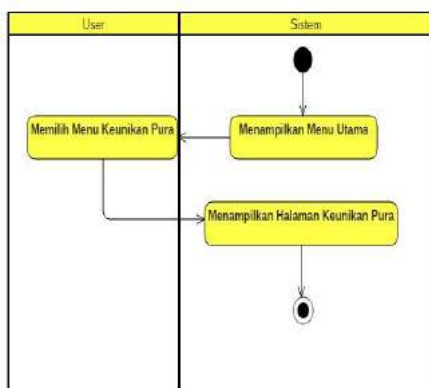 User
Sistem
Menampilkan Menu Utama
Memilih Menu Keunikan Pura
Menampilkan Halaman Keunikan Pura